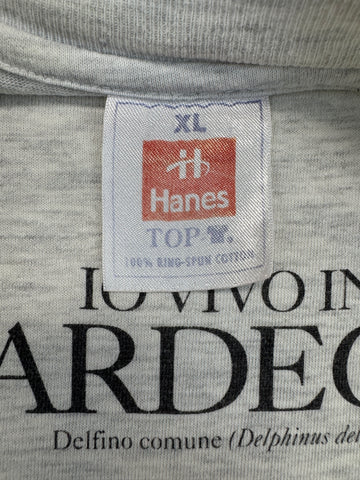 XL
Hanes
TOP-T
100% RING-SPUN COTTON
IO VIVO IN
ARDEG
Delfino comune (Delphinus del